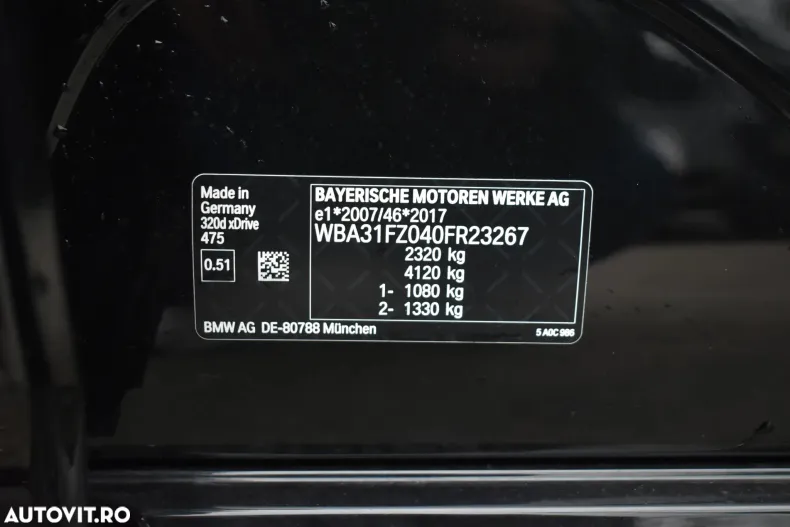 Made in
Germany
320d xDrive
475
0.51
BAYERISCHE MOTOREN WERKE AG
e1*2007/46*2017
WBA31FZ040FR23267
2320 kg
4120 kg
1- 1080 kg
2- 1330 kg
BMW AG DE-80788 München
5 A0C 986
AUTOVIT.RO